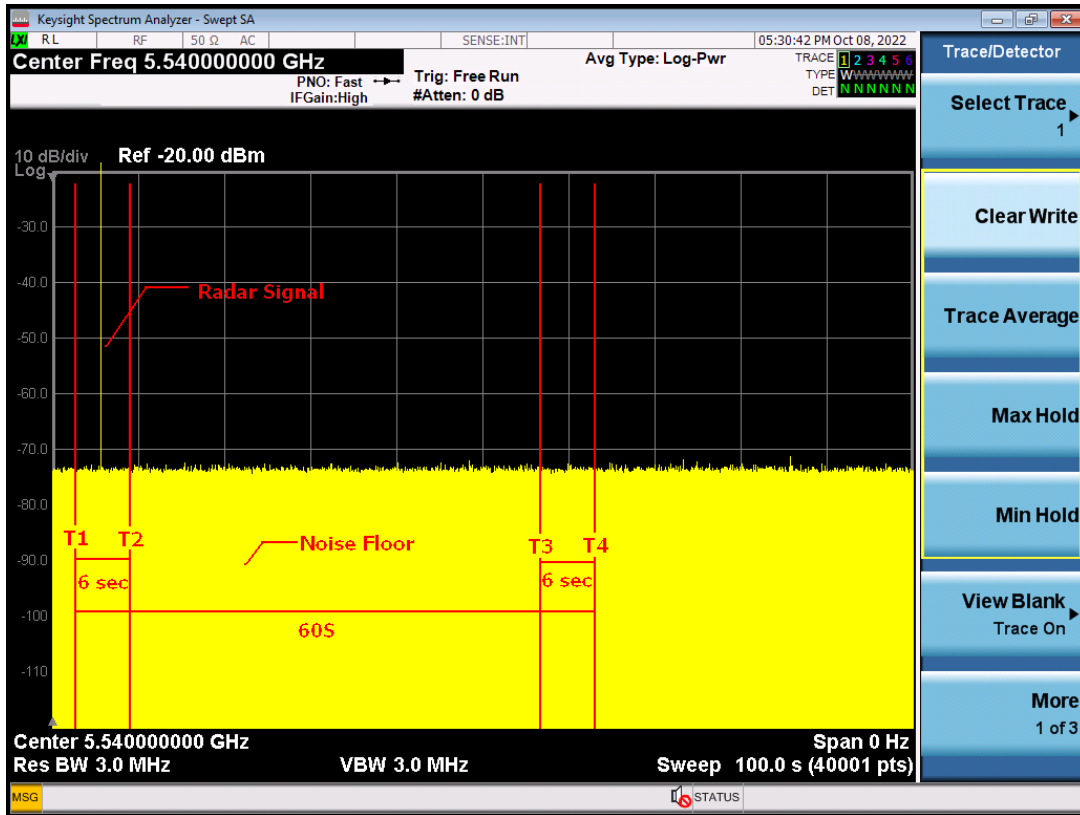 Keysight Spectrum Analyzer - Swept SA
LXI RL RF 50 Ω AC SENSE:INT 05:30:42 PM Oct 08, 2022
Center Freq 5.540000000 GHz
PNO: Fast
IFGain:High
Trig: Free Run
#Atten: 0 dB
Avg Type: Log-Pwr
TRACE 1 2 3 4 5 6
TYPE WWWWWW
DET N N N N N N
10 dB/div
Log
Ref -20.00 dBm
-30.0
-40.0
-50.0
-60.0
-70.0
-80.0
-90.0
-100
-110
Radar Signal
T1 T2
T3 T4
Noise Floor
6 sec
6 sec
60S
Center 5.540000000 GHz
Span 0 Hz
Res BW 3.0 MHz
VBW 3.0 MHz
Sweep 100.0 s (40001 pts)
MSG
STATUS
Trace/Detector
Select Trace
1
Clear Write
Trace Average
Max Hold
Min Hold
View Blank
Trace On
More
1 of 3